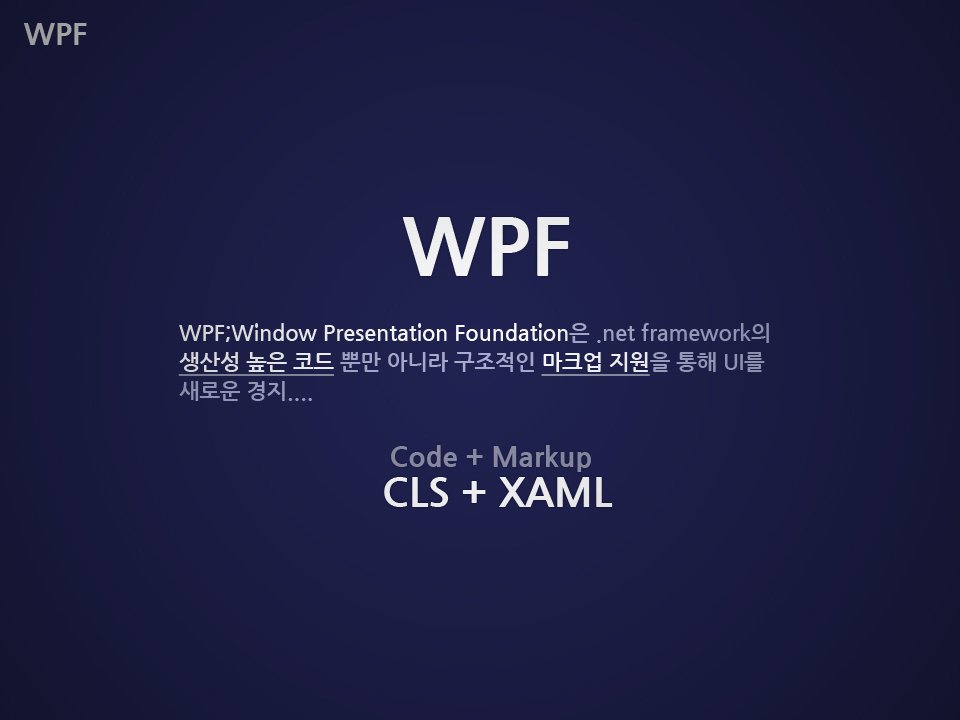 WPF
WPF
WPF;Window Presentation Foundation은 .net framework의
생산성 높은 코드 뿐만 아니라 구조적인 마크업 지원을 통해 UI를
새로운 경지....
Code + Markup
CLS + XAML